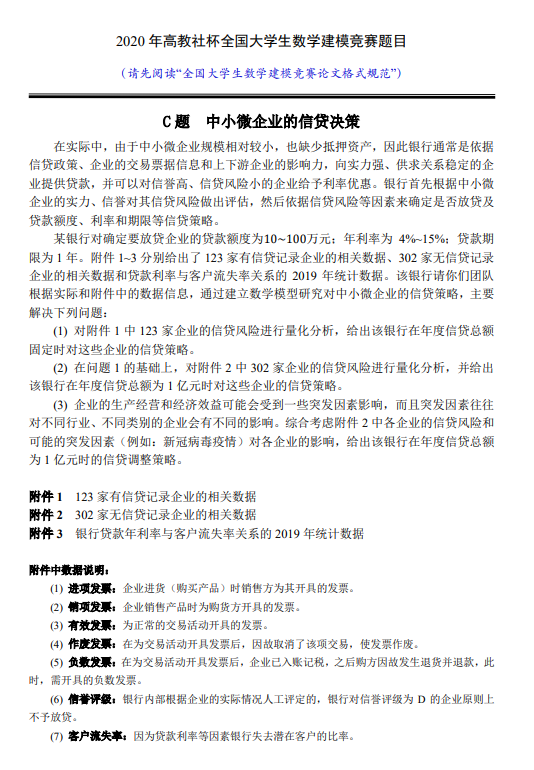 2020 年高教社杯全国大学生数学建模竞赛题目
（请先阅读“全国大学生数学建模竞赛论文格式规范”）
C 题 中小微企业的信贷决策
在实际中，由于中小微企业规模相对较小，也缺少抵押资产，因此银行通常是依据
信贷政策、企业的交易票据信息和上下游企业的影响力，向实力强、供求关系稳定的企
业提供贷款，并可以对信誉高、信贷风险小的企业给予利率优惠。银行首先根据中小微
企业的实力、信誉对其信贷风险做出评估，然后依据信贷风险等因素来确定是否放贷及
贷款额度、利率和期限等信贷策略。
某银行对确定要放贷企业的贷款额度为10~100万元；年利率为 4%~15%；贷款期
限为 1 年。附件 1~3 分别给出了 123 家有信贷记录企业的相关数据、302 家无信贷记录
企业的相关数据和贷款利率与客户流失率关系的 2019 年统计数据。该银行请你们团队
根据实际和附件中的数据信息，通过建立数学模型研究对中小微企业的信贷策略，主要
解决下列问题：
(1) 对附件 1 中 123 家企业的信贷风险进行量化分析，给出该银行在年度信贷总额
固定时对这些企业的信贷策略。
(2) 在问题 1 的基础上，对附件 2 中 302 家企业的信贷风险进行量化分析，并给出
该银行在年度信贷总额为 1 亿元时对这些企业的信贷策略。
(3) 企业的生产经营和经济效益可能会受到一些突发因素影响，而且突发因素往往
对不同行业、不同类别的企业会有不同的影响。综合考虑附件 2 中各企业的信贷风险和
可能的突发因素（例如：新冠病毒疫情）对各企业的影响，给出该银行在年度信贷总额
为 1 亿元时的信贷调整策略。
附件 1 123 家有信贷记录企业的相关数据
附件 2 302 家无信贷记录企业的相关数据
附件 3 银行贷款年利率与客户流失率关系的 2019 年统计数据
附件中数据说明：
(1) 进项发票：企业进货（购买产品）时销售方为其开具的发票。
(2) 销项发票：企业销售产品时为购货方开具的发票。
(3) 有效发票：为正常的交易活动开具的发票。
(4) 作废发票：在为交易活动开具发票后，因故取消了该项交易，使发票作废。
(5) 负数发票：在为交易活动开具发票后，企业已入账记税，之后购方因故发生退货并退款，此
时，需开具的负数发票。
(6) 信誉评级：银行内部根据企业的实际情况人工评定的，银行对信誉评级为 D 的企业原则上
不予放贷。
(7) 客户流失率：因为贷款利率等因素银行失去潜在客户的比率。